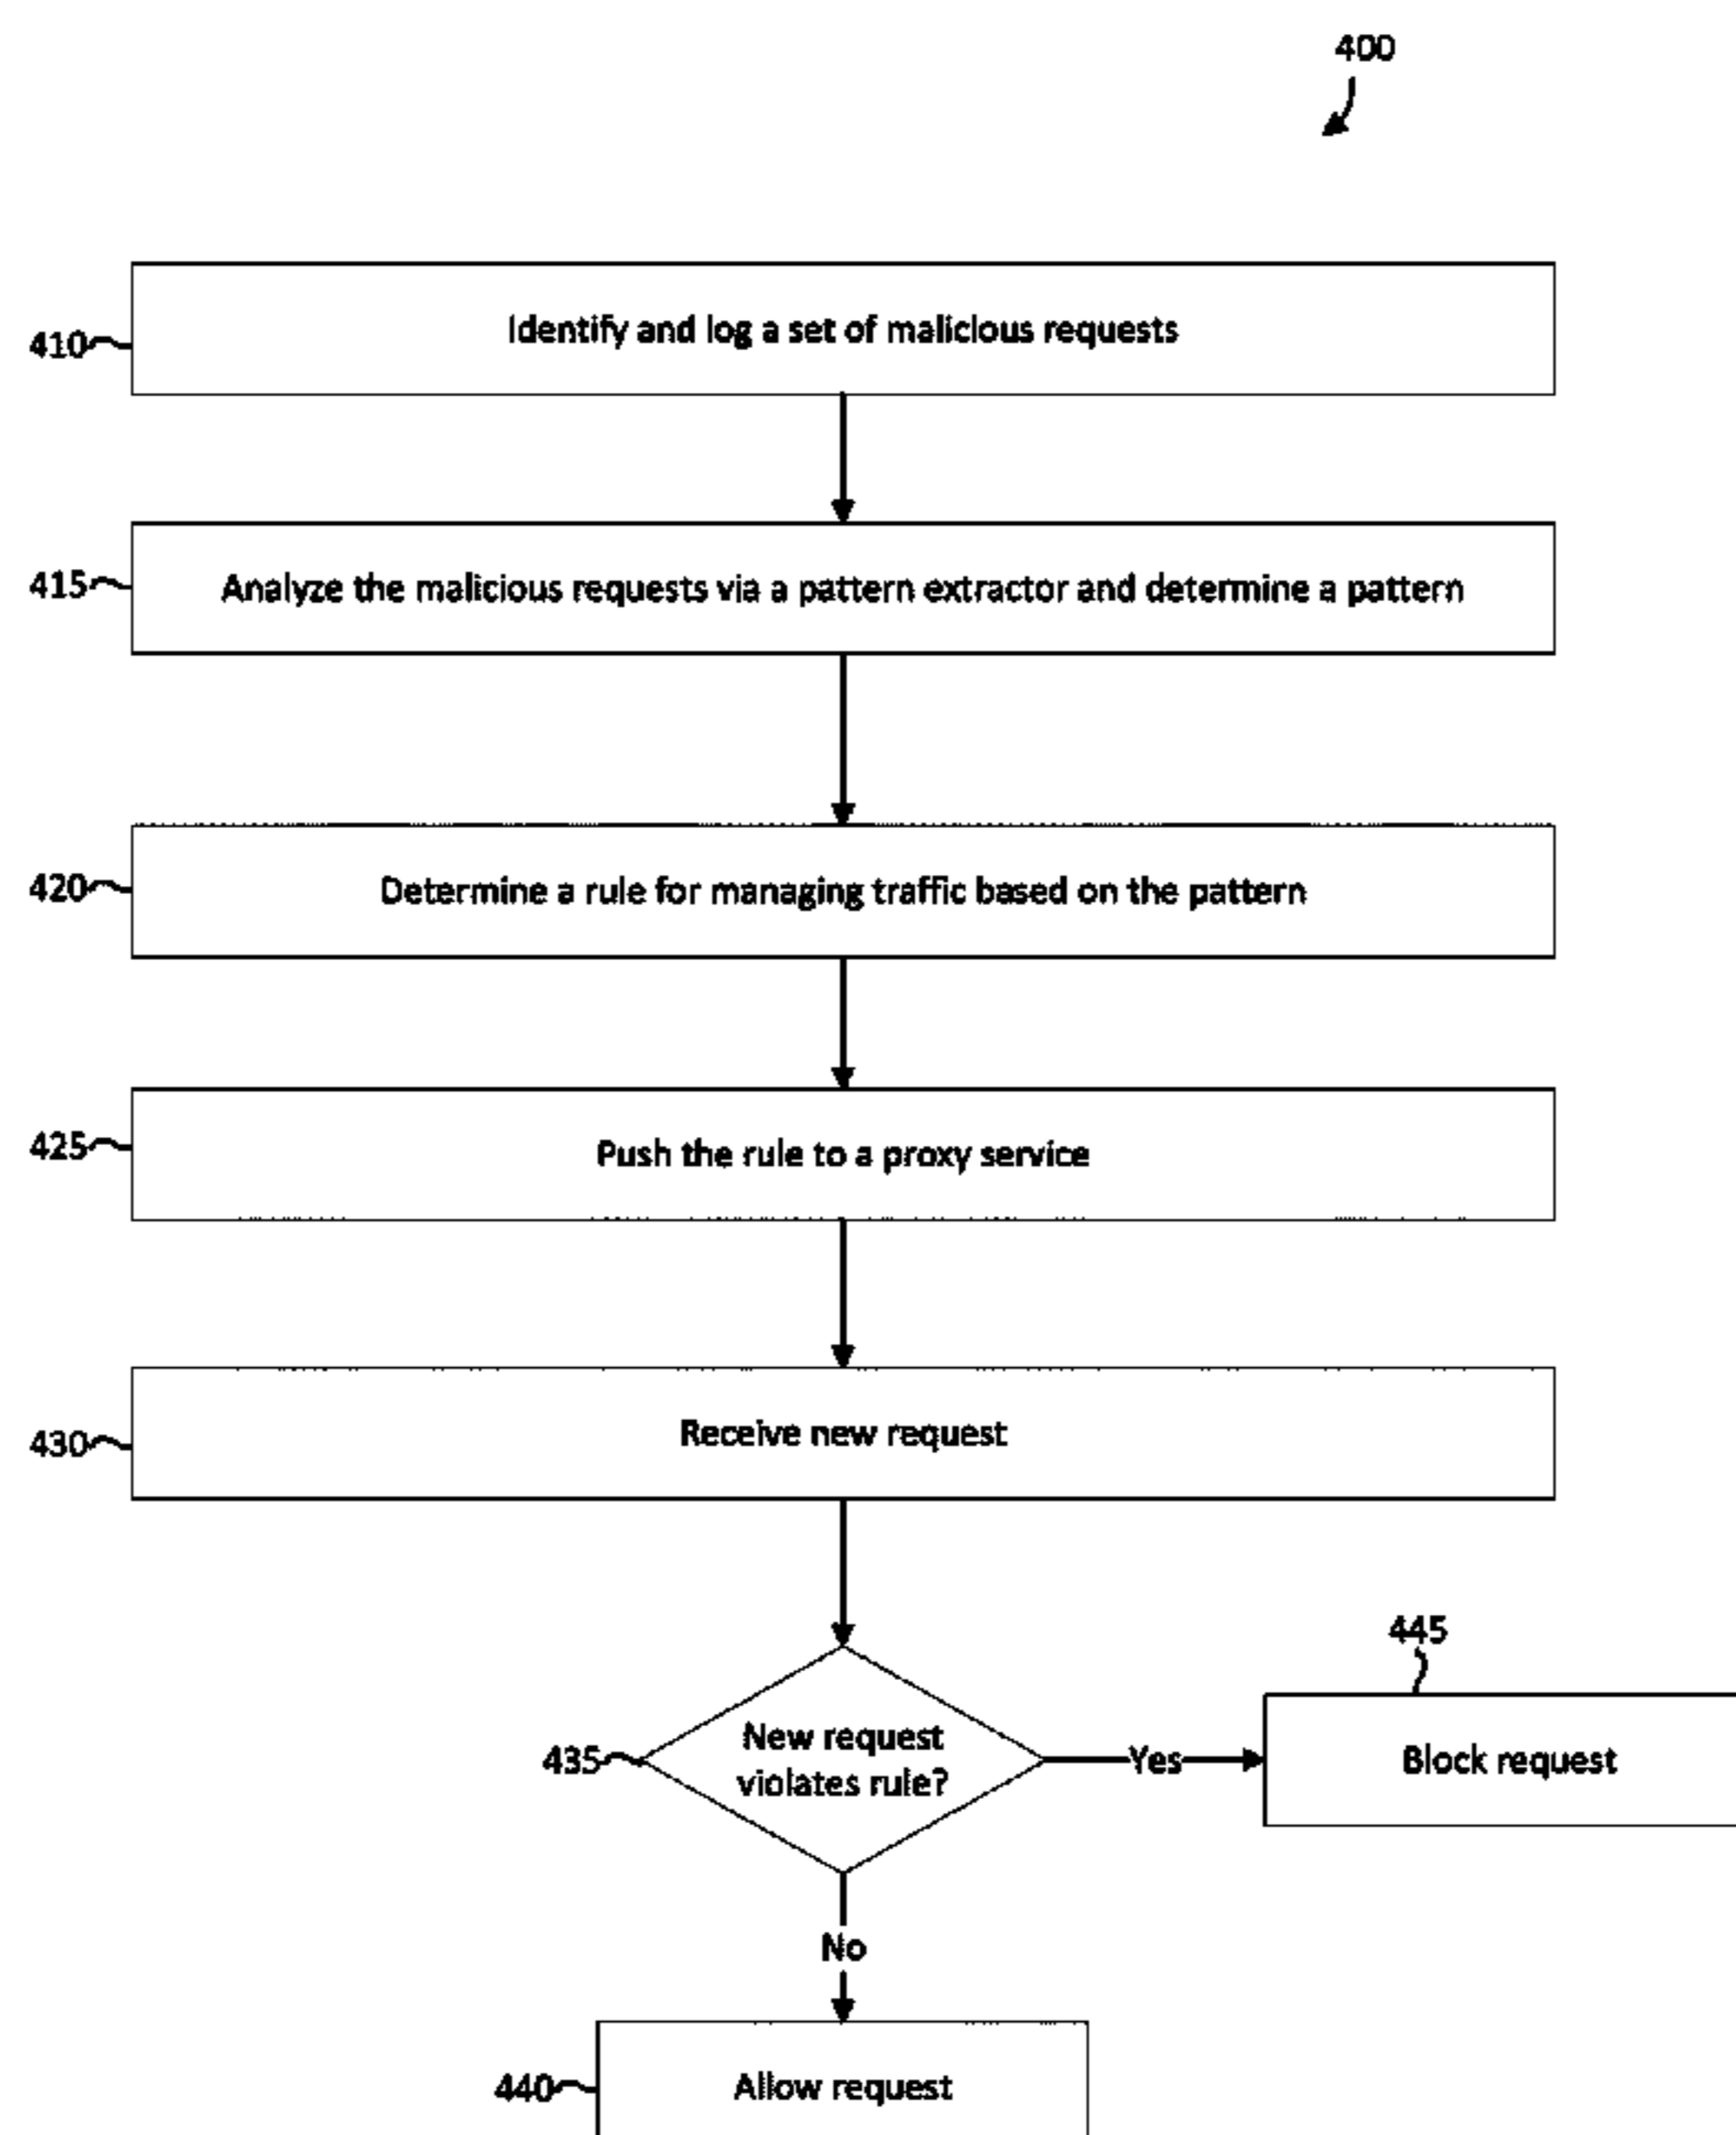 400
410 Identify and log a set of malicious requests
415 Analyze the malicious requests via a pattern extractor and determine a pattern
420 Determine a rule for managing traffic based on the pattern
425 Push the rule to a proxy service
430 Receive new request
445
435 New request
violates rule?
Yes
Block request
No
440 Allow request